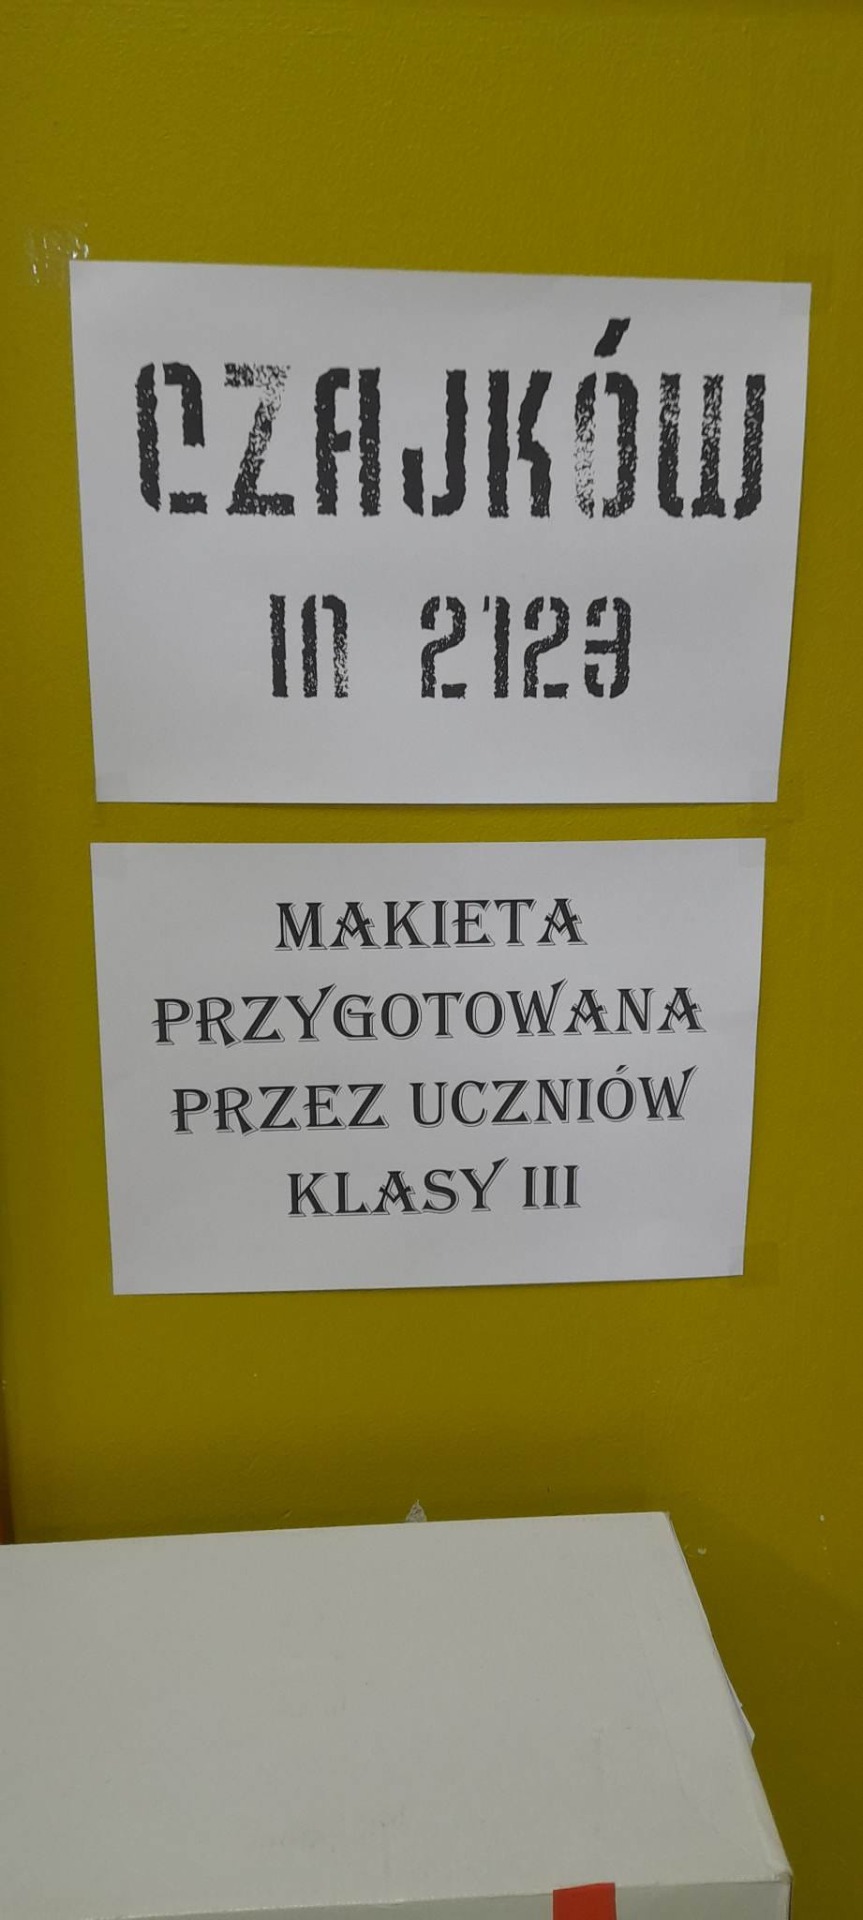 CZAJKÓW
IN 2123
MAKIETA
PRZYGOTOWANA
PRZEZ UCZNIÓW
KLASY III